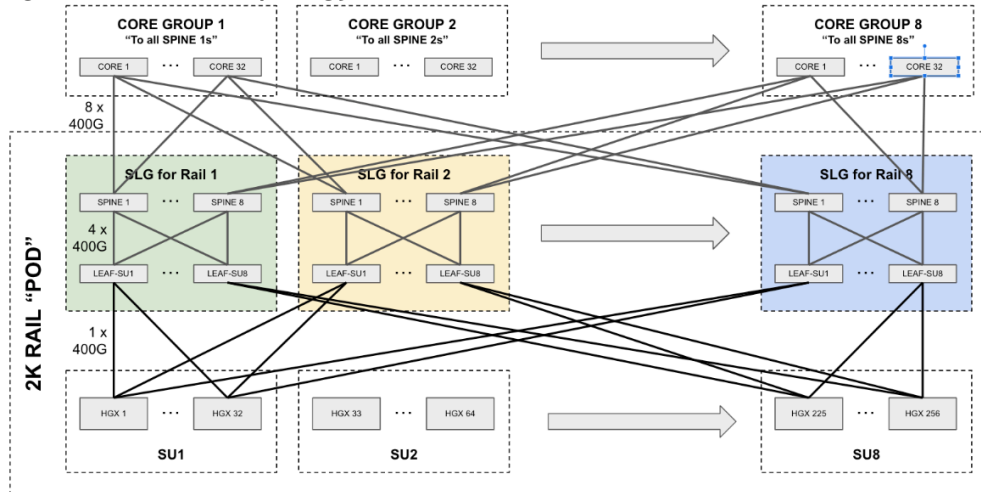 CORE GROUP 1
“To all SPINE 1s”
CORE 1
· · ·
CORE 32
CORE GROUP 2
“To all SPINE 2s”
CORE 1
· · ·
CORE 32
CORE GROUP 8
“To all SPINE 8s”
CORE 1
· · ·
CORE 32
8 x
400G
2K RAIL “POD”
SLG for Rail 1
SPINE 1
· · ·
SPINE 8
4 x
400G
LEAF-SU1
· · ·
LEAF-SU8
SLG for Rail 2
SPINE 1
· · ·
SPINE 8
LEAF-SU1
· · ·
LEAF-SU8
SLG for Rail 8
SPINE 1
· · ·
SPINE 8
LEAF-SU1
· · ·
LEAF-SU8
1 x
400G
HGX 1
· · ·
HGX 32
SU1
HGX 33
· · ·
HGX 64
SU2
HGX 225
· · ·
HGX 256
SU8